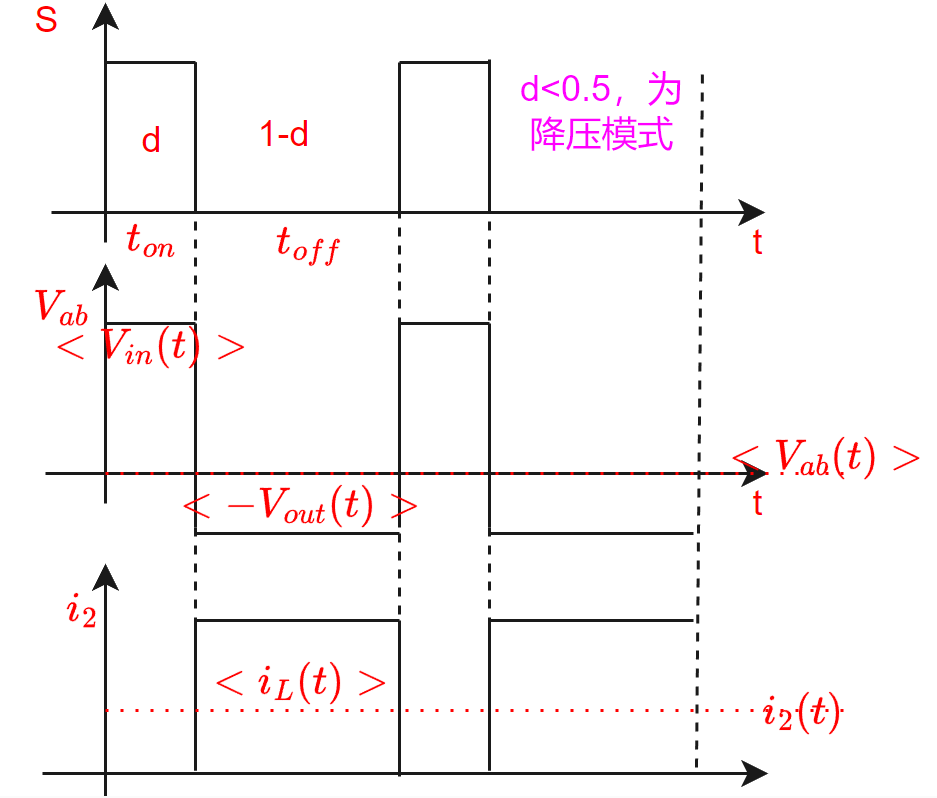 S
d<0.5，为
降压模式
d
1-d
t_{on}
t_{off}
t
V_{ab}
< V_{in}(t) >
< V_{ab}(t) >
< -V_{out}(t) >
t
i_2
< i_L(t) >
i_2(t)